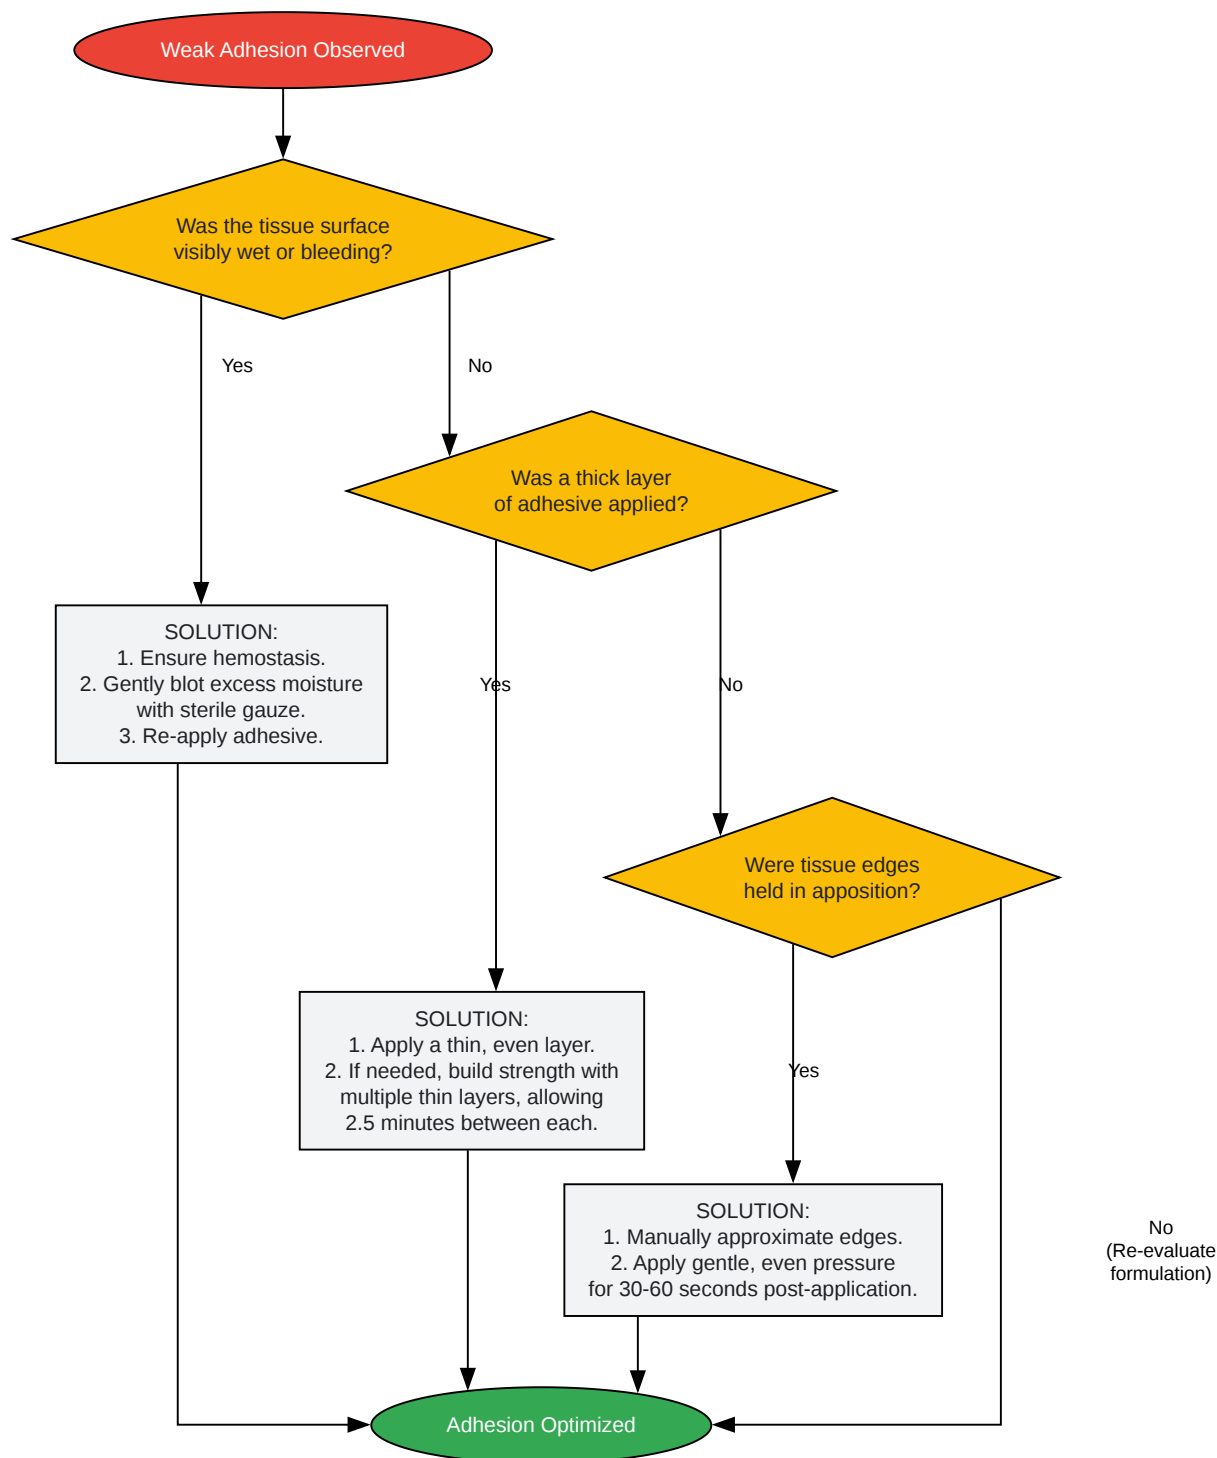 Weak Adhesion Observed
Was the tissue surface
visibly wet or bleeding?
Yes
No
Was a thick layer
of adhesive applied?
SOLUTION:
1. Ensure hemostasis.
2. Gently blot excess moisture
with sterile gauze.
3. Re-apply adhesive.
Yes
No
Were tissue edges
held in apposition?
SOLUTION:
1. Apply a thin, even layer.
2. If needed, build strength with
multiple thin layers, allowing
2.5 minutes between each.
Yes
SOLUTION:
1. Manually approximate edges.
2. Apply gentle, even pressure
for 30-60 seconds post-application.
No
(Re-evaluate
formulation)
Adhesion Optimized